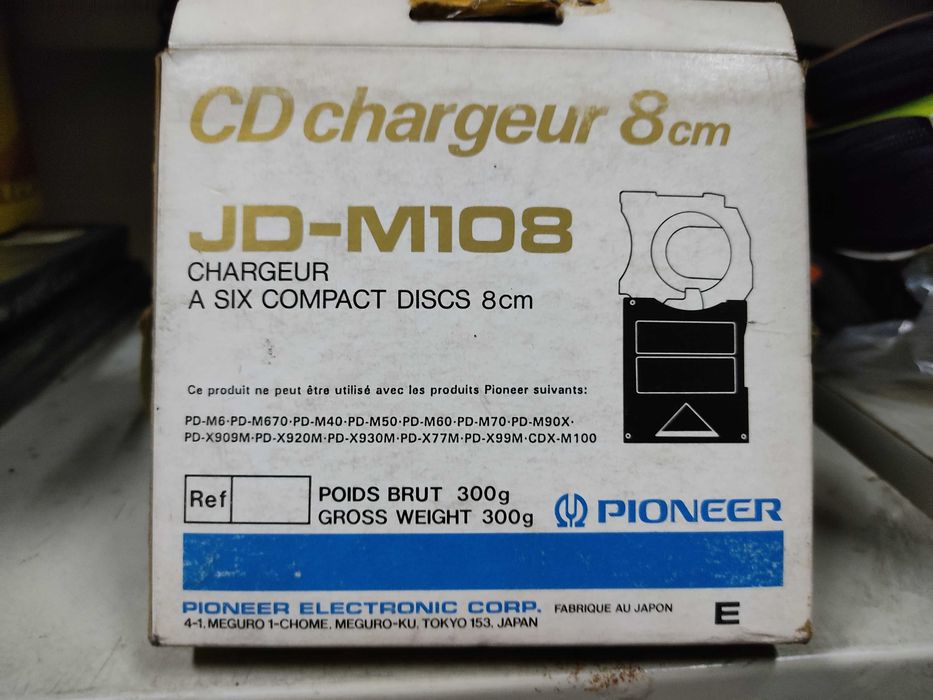 CD chargeur 8cm
JD-M108
CHARGEUR
A SIX COMPACT DISCS 8cm
Ce produit ne peut être utilisé avec les produits Pioneer suivants:
PD-M6·PD-M670·PD-M40·PD-M50·PD-M60·PD-M70·PD-M90X·
PD-X909M·PD-X920M·PD-X930M·PD-X77M·PD-X99M·CDX-M100
Ref
POIDS BRUT 300g
GROSS WEIGHT 300g
PIONEER
PIONEER ELECTRONIC CORP. FABRIQUE AU JAPON
4-1, MEGURO 1-CHOME, MEGURO-KU, TOKYO 153, JAPAN
E